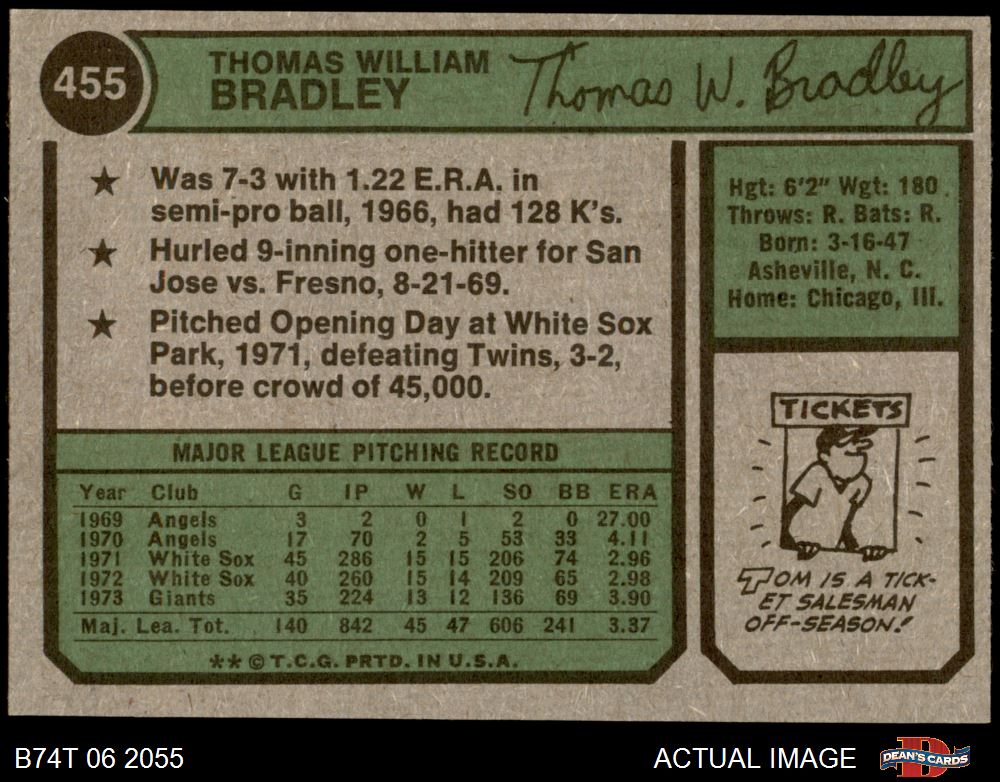 455
THOMAS WILLIAM
BRADLEY
Thomas W. Bradley
★ Was 7-3 with 1.22 E.R.A. in
semi-pro ball, 1966, had 128 K's.
★ Hurled 9-inning one-hitter for San
Jose vs. Fresno, 8-21-69.
★ Pitched Opening Day at White Sox
Park, 1971, defeating Twins, 3-2,
before crowd of 45,000.
Hgt: 6'2" Wgt: 180.
Throws: R. Bats: R.
Born: 3-16-47
Asheville, N. C.
Home: Chicago, Ill.
MAJOR LEAGUE PITCHING RECORD
Year Club G IP W L SO BB ERA
1969 Angels 3 2 0 1 2 0 27.00
1970 Angels 17 70 2 5 53 33 4.11
1971 White Sox 45 286 15 15 206 74 2.96
1972 White Sox 40 260 15 14 209 65 2.98
1973 Giants 35 224 13 12 136 69 3.90
Maj. Lea. Tot. 140 842 45 47 606 241 3.37
** © T.C.G. PRTD. IN U.S.A.
TICKETS
TOM IS A TICK-
ET SALESMAN
OFF-SEASON!
B74T 06 2055
ACTUAL IMAGE
D
DEAN'S CARDS